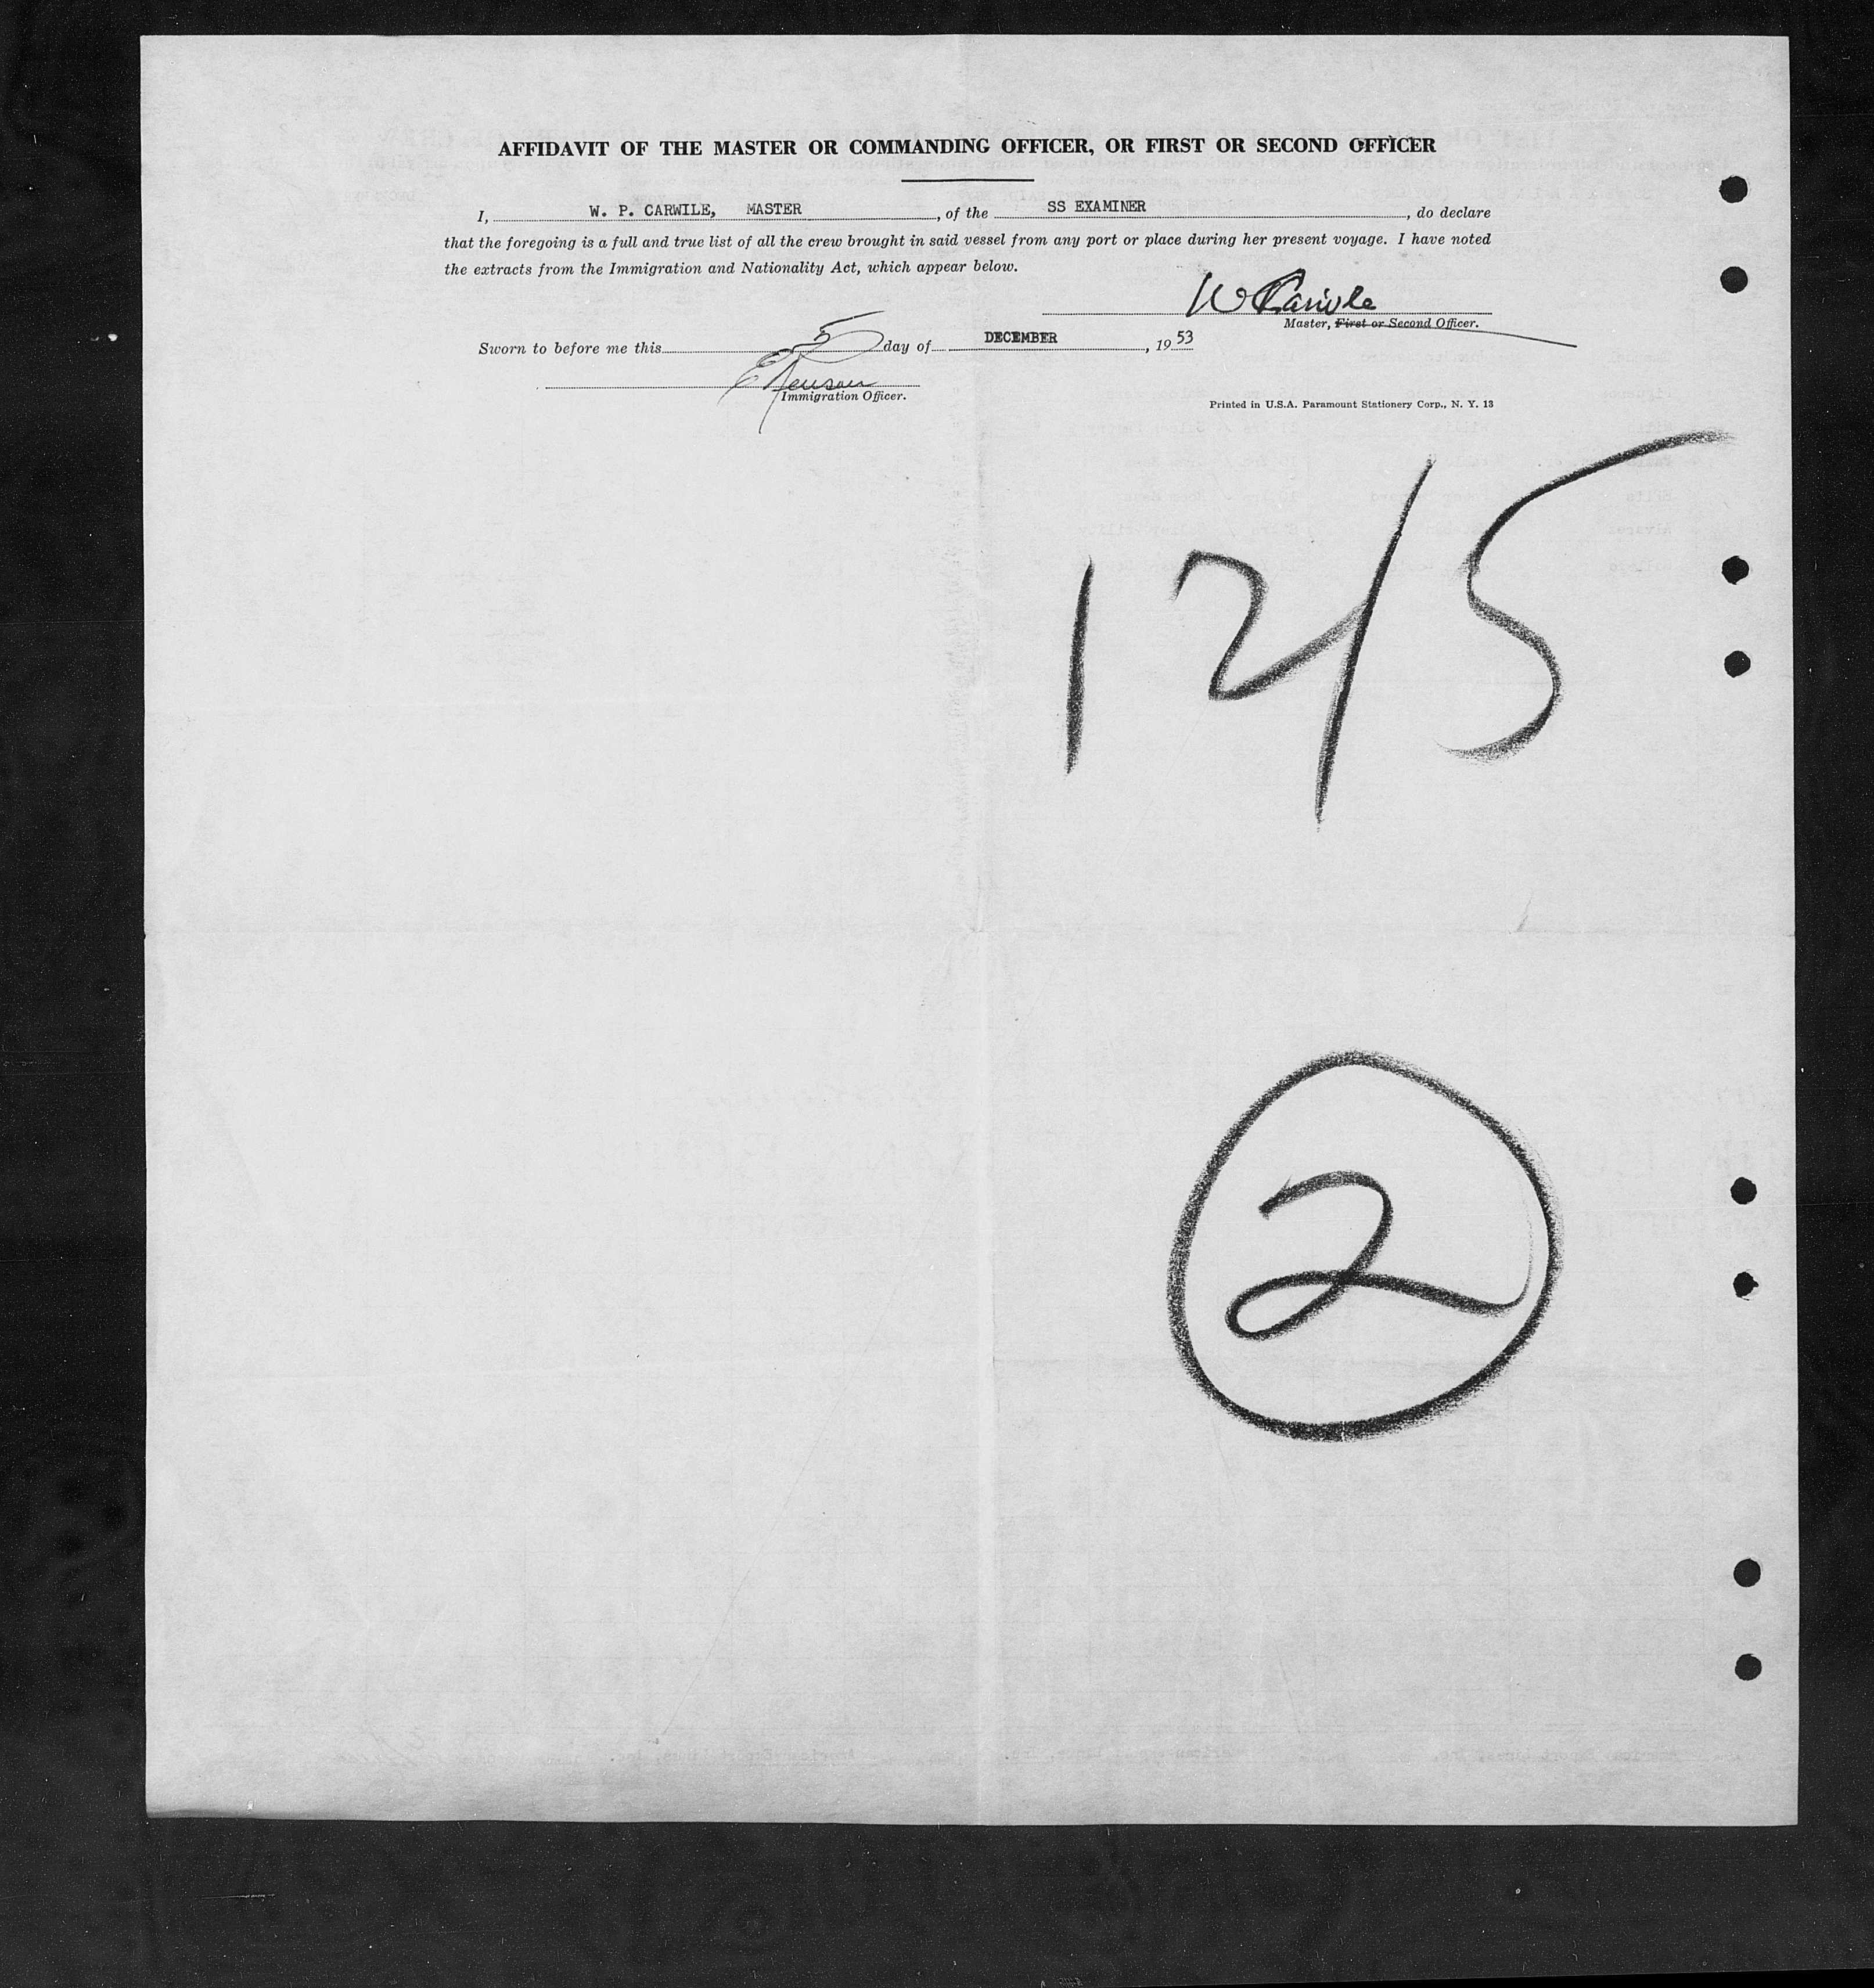 AFFIDAVIT OF THE MASTER OR COMMANDING OFFICER, OR FIRST OR SECOND OFFICER
I, W. P. CARWILE, MASTER, of the SS EXAMINER, do declare
that the foregoing is a full and true list of all the crew brought in said vessel from any port or place during her present voyage. I have noted
the extracts from the Immigration and Nationality Act, which appear below.
W P Carwile
Master, First or Second Officer.
Sworn to before me this 5 day of DECEMBER, 19 53
Immigration Officer.
Printed in U.S.A. Paramount Stationery Corp., N. Y. 13
12/5
2